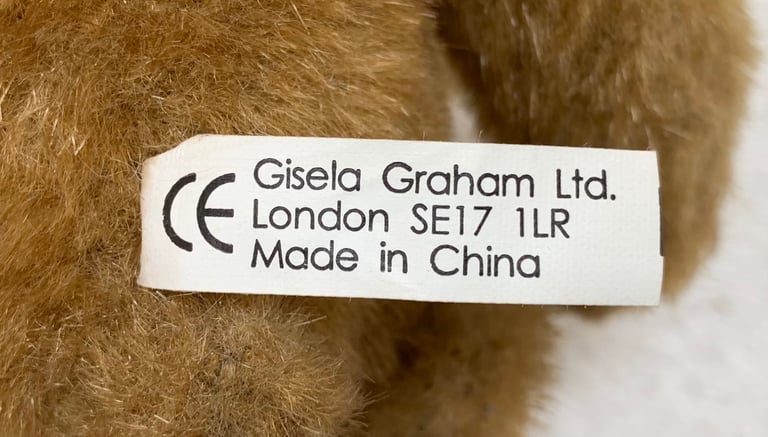 CE
Gisela Graham Ltd.
London SE17 1LR
Made in China